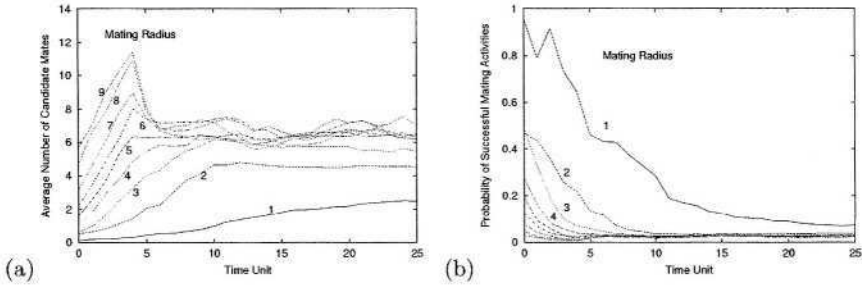 14
12
10
8
6
4
2
0
Average Number of Candidate Mates
Mating Radius
9
8
7
6
5
4
3
2
1
0 5 10 15 20 25
Time Unit
(a)
1
0.8
0.6
0.4
0.2
0
Probability of Successful Mating Activities
Mating Radius
1
2
3
4
0 5 10 15 20 25
Time Unit
(b)